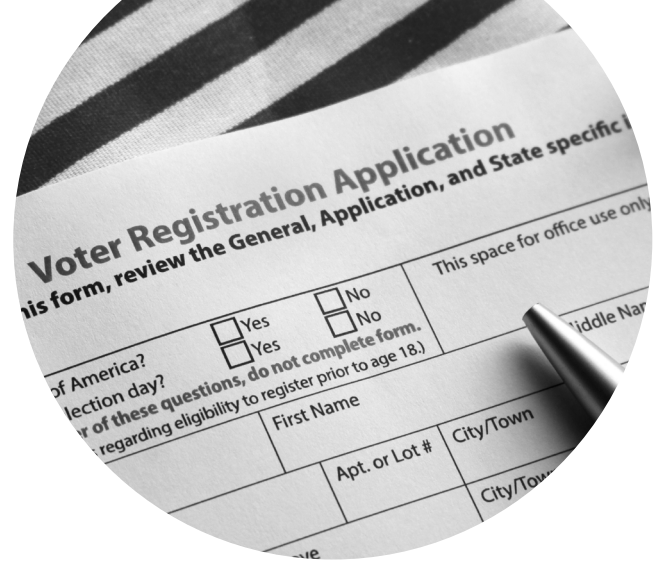 Voter Registration Application
his form, review the General, Application, and State specific i
This space for office use only
of America? Yes No
lection day? Yes No
r of these questions, do not complete form.
regarding eligibility to register prior to age 18.)
First Name
iddle Nam
Apt. or Lot #
City/Town
City/Tow
ve